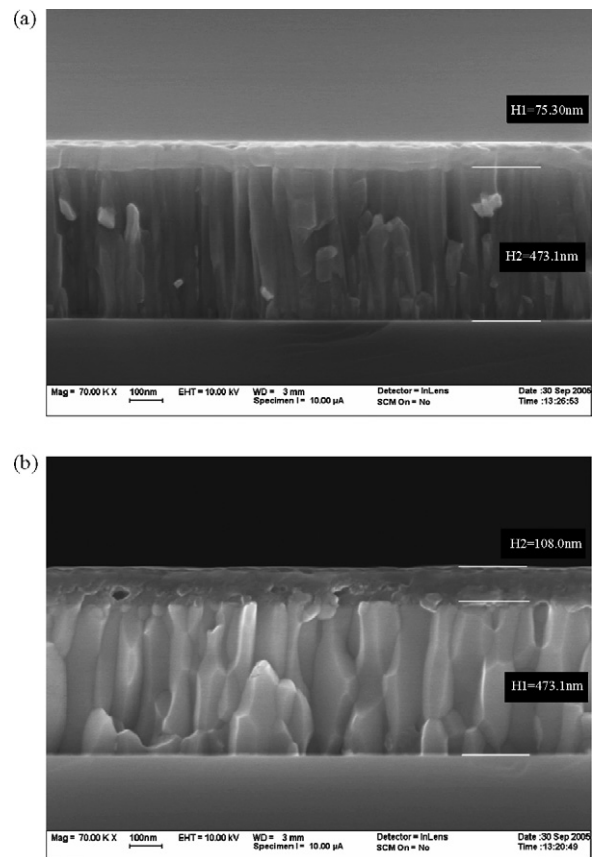 (a)
H1=75.30nm
H2=473.1nm
Mag = 70.00 K X 100nm EHT = 10.00 kV WD = 3 mm Detector = InLens Date :30 Sep 2005
Specimen I = 10.00 µA SCM On = No Time :13:26:53
(b)
H2=108.0nm
H1=473.1nm
Mag = 70.00 K X 100nm EHT = 10.00 kV WD = 3 mm Detector = InLens Date :30 Sep 2005
Specimen I = 10.00 µA SCM On = No Time :13:20:49